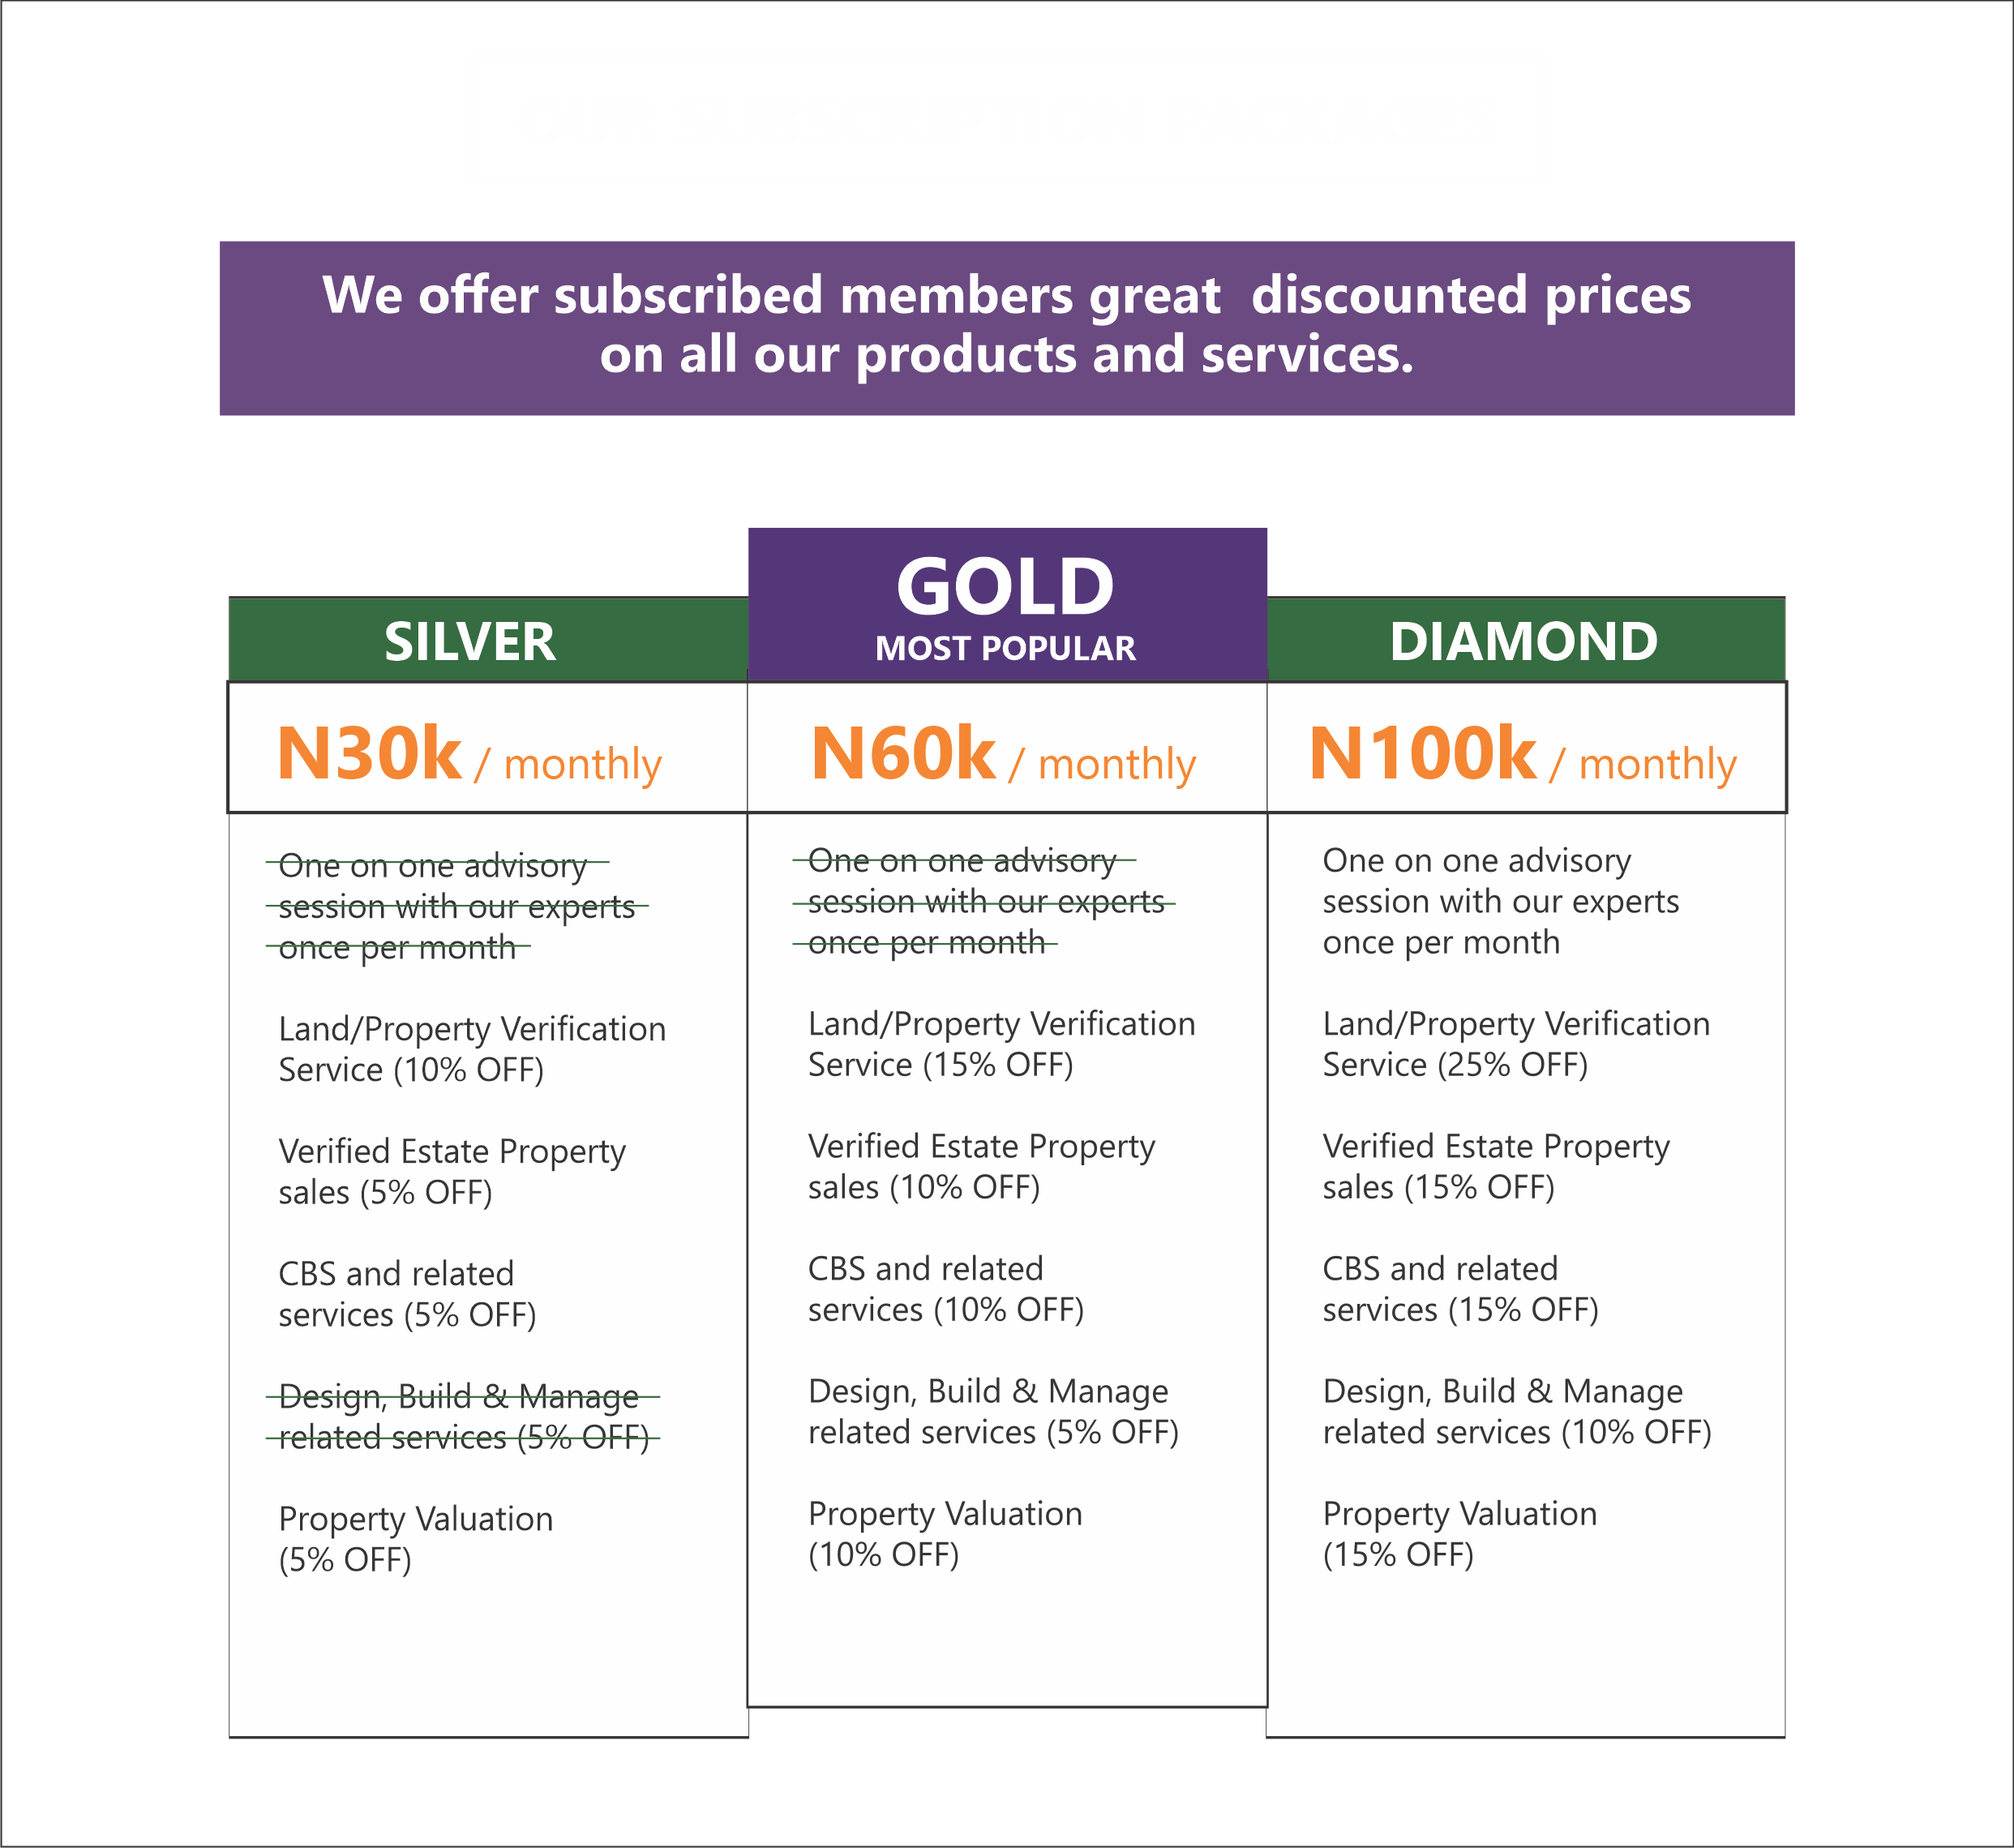 We offer subscribed members great discounted prices
on all our products and services.
SILVER
N30k / monthly
One on one advisory
session with our experts
once per month
Land/Property Verification
Service (10% OFF)
Verified Estate Property
sales (5% OFF)
CBS and related
services (5% OFF)
Design, Build & Manage
related services (5% OFF)
Property Valuation
(5% OFF)
GOLD
MOST POPULAR
N60k / monthly
One on one advisory
session with our experts
once per month
Land/Property Verification
Service (15% OFF)
Verified Estate Property
sales (10% OFF)
CBS and related
services (10% OFF)
Design, Build & Manage
related services (5% OFF)
Property Valuation
(10% OFF)
DIAMOND
N100k / monthly
One on one advisory
session with our experts
once per month
Land/Property Verification
Service (25% OFF)
Verified Estate Property
sales (15% OFF)
CBS and related
services (15% OFF)
Design, Build & Manage
related services (10% OFF)
Property Valuation
(15% OFF)